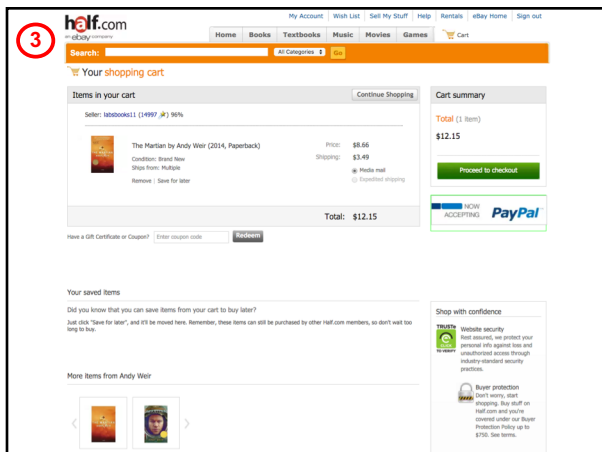 half.com
an ebay company
My Account Wish List Sell My Stuff Help Rentals eBay Home Sign out
3
Home Books Textbooks Music Movies Games Cart
Search: All Categories Go
Your shopping cart
Items in your cart Continue Shopping
Cart summary
Seller: labsbooks11 (14997) 96%
Total (1 item)
$12.15
The Martian by Andy Weir (2014, Paperback) Price: $8.66
Condition: Brand New Shipping: $3.49
Ships from: Multiple
Media mail
Remove | Save for later Expedited shipping
Proceed to checkout
Total: $12.15
NOW ACCEPTING PayPal
Have a Gift Certificate or Coupon? Enter coupon code Redeem
Your saved items
Did you know that you can save items from your cart to buy later?
Just click "Save for later", and it'll be moved here. Remember, these items can still be purchased by other Half.com members, so don't wait too
long to buy.
More items from Andy Weir
Shop with confidence
TRUSTe
TO VERIFY
Website security
Rest assured, we protect your
personal info against loss and
unauthorized access through
industry-standard security
practices.
Buyer protection
Don't worry, start
shopping. Buy stuff on
Half.com and you're
covered under our Buyer
Protection Policy up to
$750. See terms.